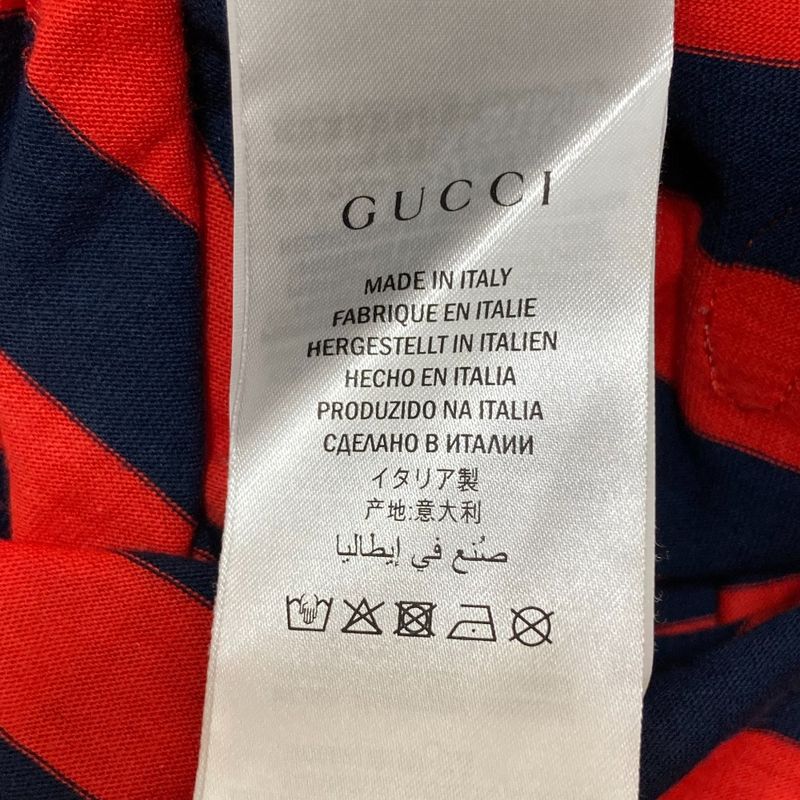 GUCCI
MADE IN ITALY
FABRIQUE EN ITALIE
HERGESTELLT IN ITALIEN
HECHO EN ITALIA
PRODUZIDO NA ITALIA
СДЕЛАНО В ИТАЛИИ
イタリア製
产地:意大利
صُنع في إيطاليا